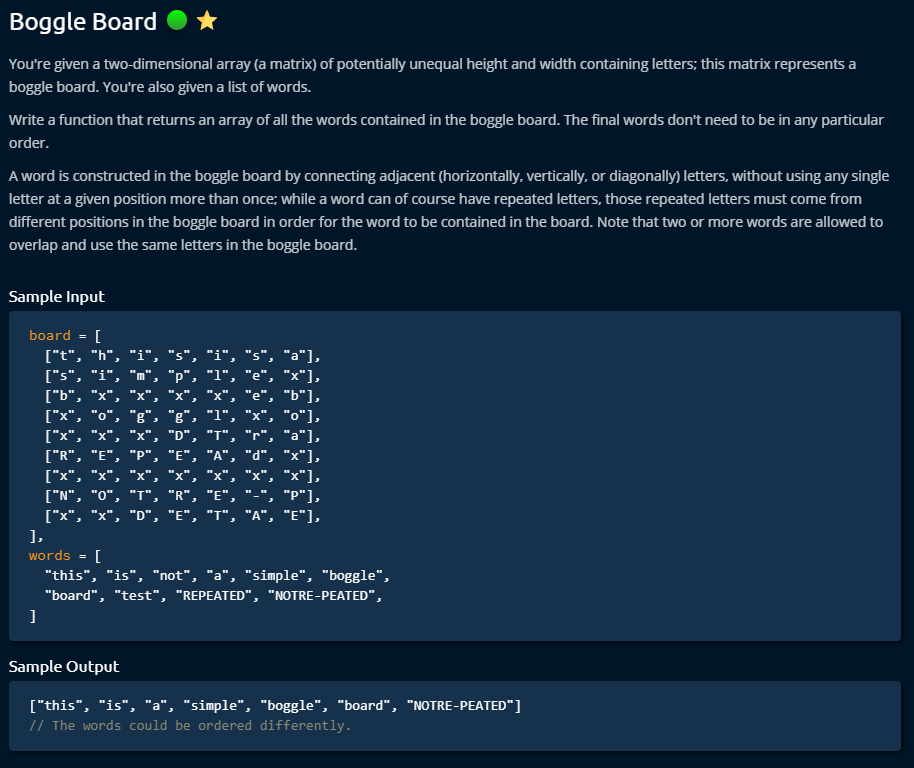 Boggle Board
You're given a two-dimensional array (a matrix) of potentially unequal height and width containing letters; this matrix represents a
boggle board. You're also given a list of words.
Write a function that returns an array of all the words contained in the boggle board. The final words don't need to be in any particular
order.
A word is constructed in the boggle board by connecting adjacent (horizontally, vertically, or diagonally) letters, without using any single
letter at a given position more than once; while a word can of course have repeated letters, those repeated letters must come from
different positions in the boggle board in order for the word to be contained in the board. Note that two or more words are allowed to
overlap and use the same letters in the boggle board.
Sample Input
board = [
["t", "h", "i", "s", "i", "s", "a"],
["s", "i", "m", "p", "l", "e", "x"],
["b", "x", "x", "x", "x", "e", "b"],
["x", "o", "g", "g", "l", "x", "o"],
["x", "x", "x", "D", "T", "r", "a"],
["R", "E", "P", "E", "A", "d", "x"],
["x", "x", "x", "x", "x", "x", "x"],
["N", "O", "T", "R", "E", "-", "P"],
["x", "x", "D", "E", "T", "A", "E"],
],
words = [
"this", "is", "not", "a", "simple", "boggle",
"board", "test", "REPEATED", "NOTRE-PEATED",
]
Sample Output
["this", "is", "a", "simple", "boggle", "board", "NOTRE-PEATED"]
// The words could be ordered differently.